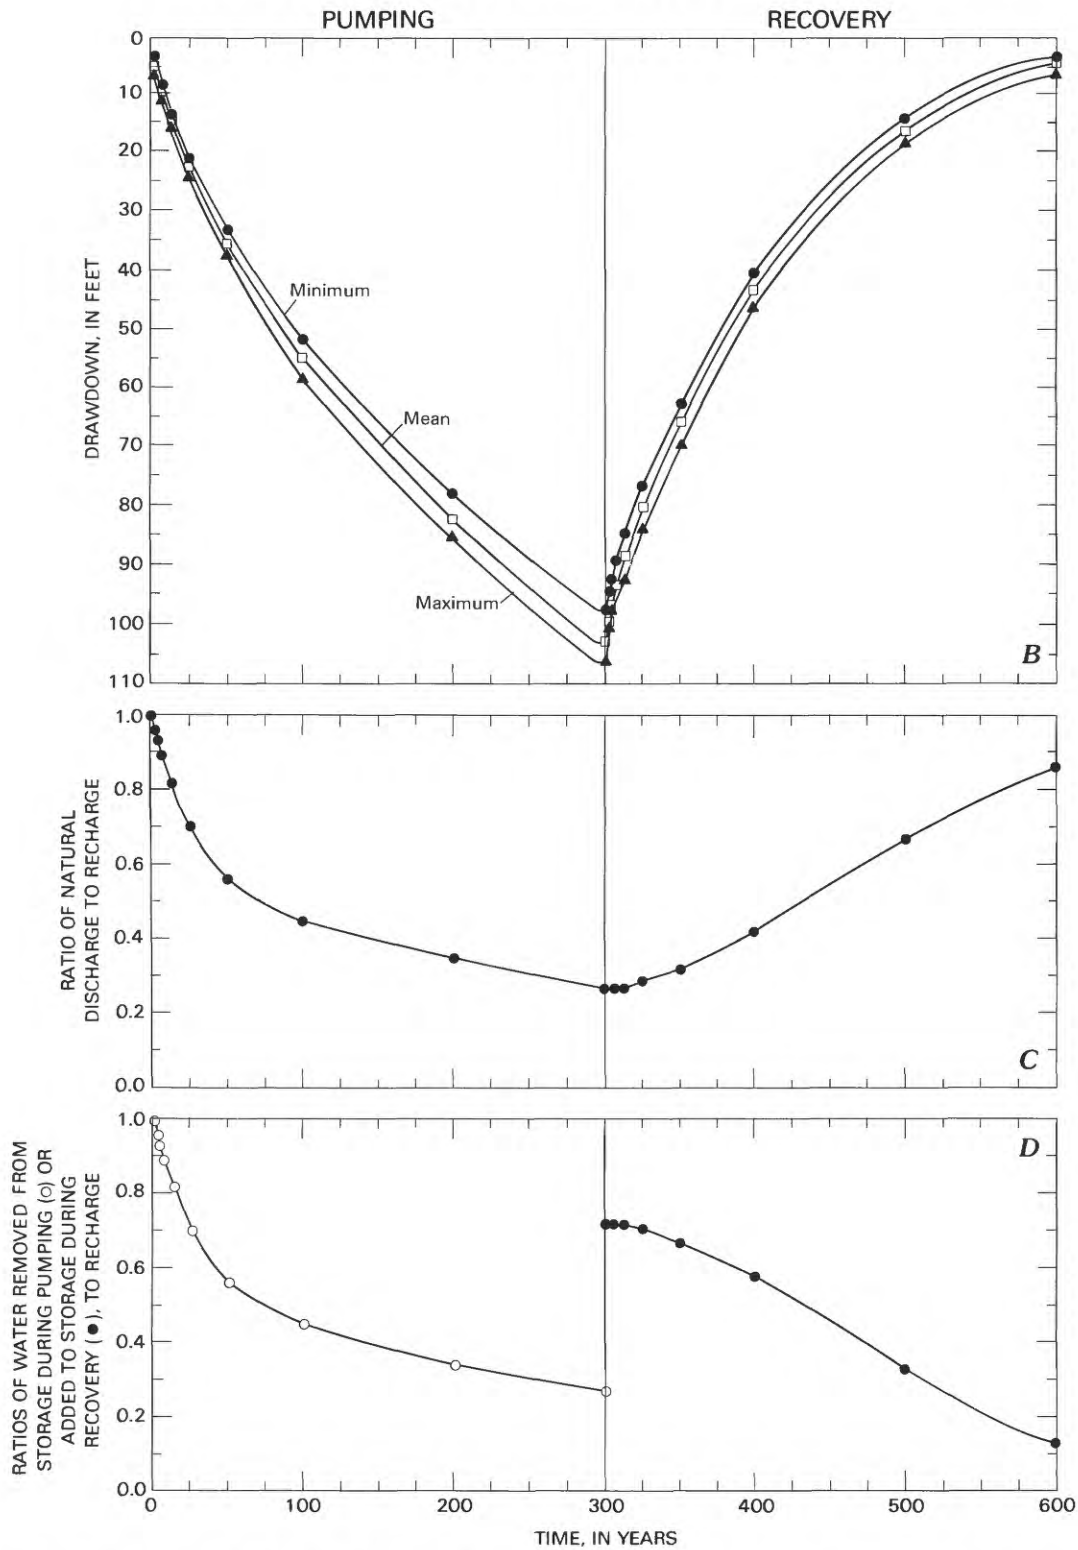 PUMPING
RECOVERY
0
10
20
30
40
50
60
70
80
90
100
110
DRAWDOWN, IN FEET
Minimum
Mean
Maximum
B
1.0
0.8
0.6
0.4
0.2
0.0
RATIO OF NATURAL
DISCHARGE TO RECHARGE
C
1.0
0.8
0.6
0.4
0.2
0.0
RATIOS OF WATER REMOVED FROM
STORAGE DURING PUMPING (○) OR
ADDED TO STORAGE DURING
RECOVERY (●), TO RECHARGE
D
0 100 200 300 400 500 600
TIME, IN YEARS